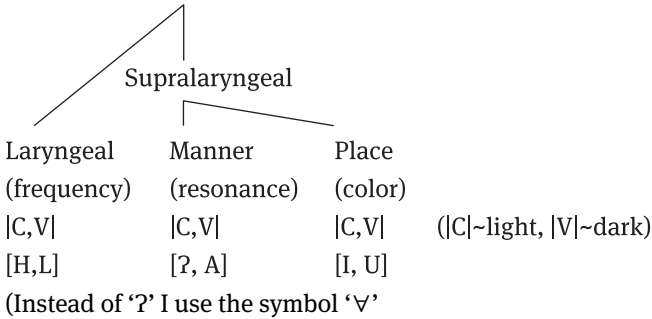 Supralaryngeal
Laryngeal Manner Place
(frequency) (resonance) (color)
|C,V| |C,V| |C,V| (|C|~light, |V|~dark)
[H,L] [ʔ, A] [I, U]
(Instead of ‘ʔ’ I use the symbol ‘∀’